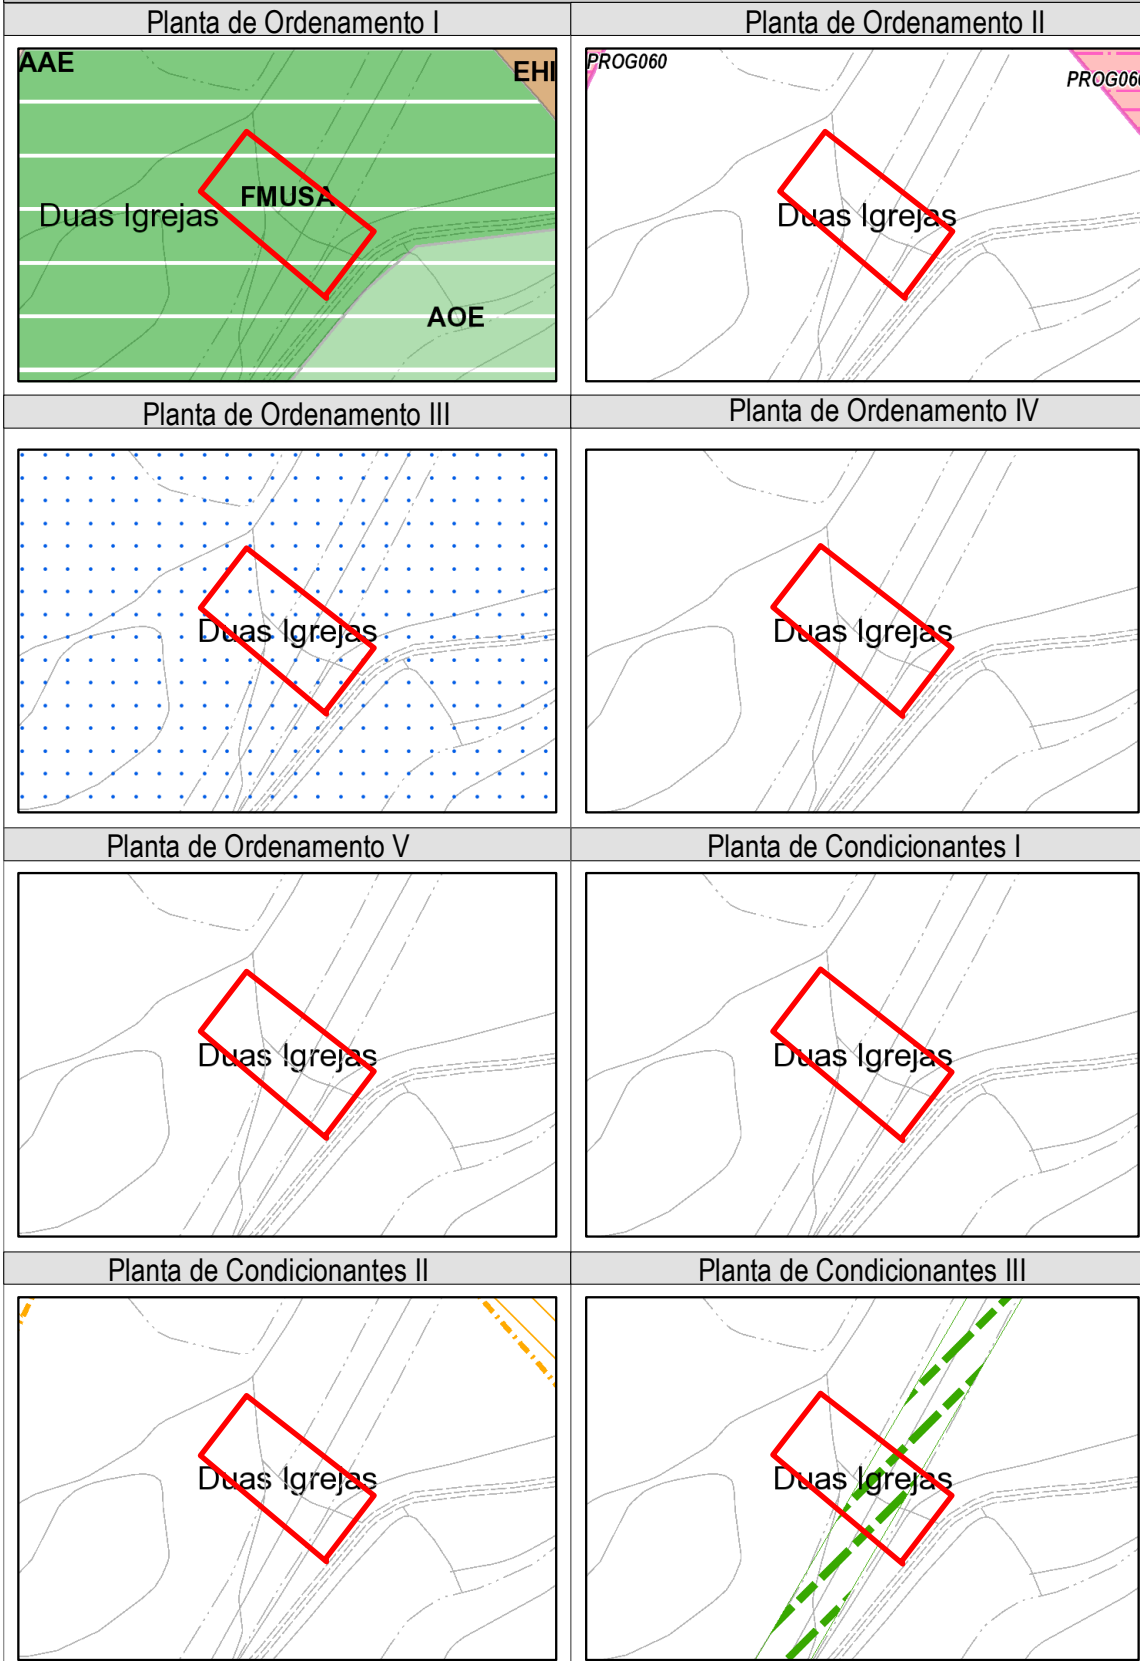 Planta de Ordenamento I
Planta de Ordenamento II
AAE
EHI
FMUSA
Duas Igrejas
AOE
PROG060
PROG060
Duas Igrejas
Planta de Ordenamento III
Planta de Ordenamento IV
Duas Igrejas
Duas Igrejas
Planta de Ordenamento V
Planta de Condicionantes I
Duas Igrejas
Duas Igrejas
Planta de Condicionantes II
Planta de Condicionantes III
Duas Igrejas
Duas Igrejas